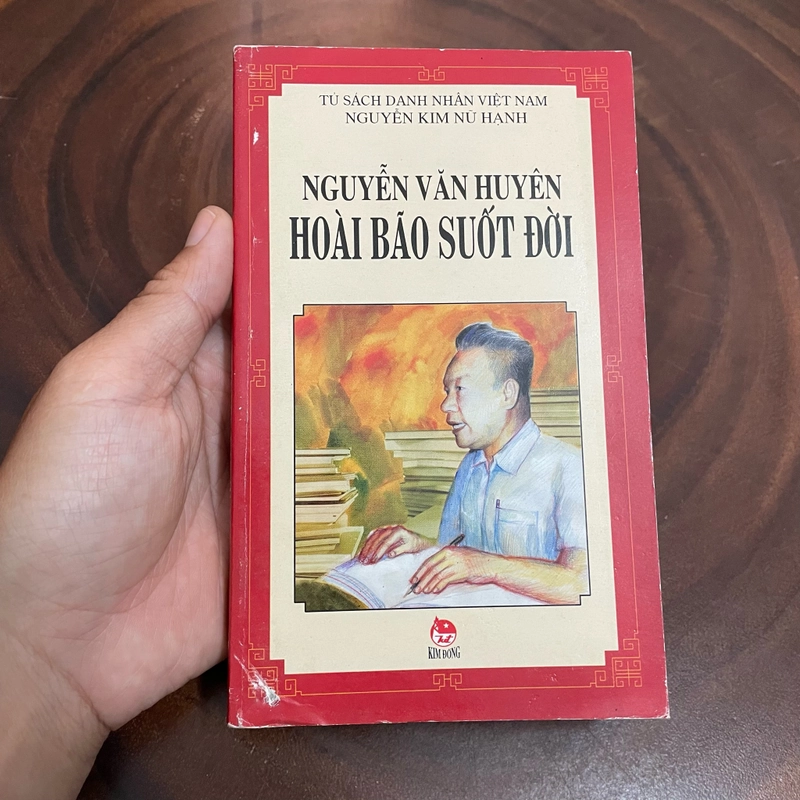 TỦ SÁCH DANH NHÂN VIỆT NAM
NGUYỄN KIM NỮ HẠNH
NGUYỄN VĂN HUYÊN
HOÀI BÃO SUỐT ĐỜI
KIM ĐỒNG